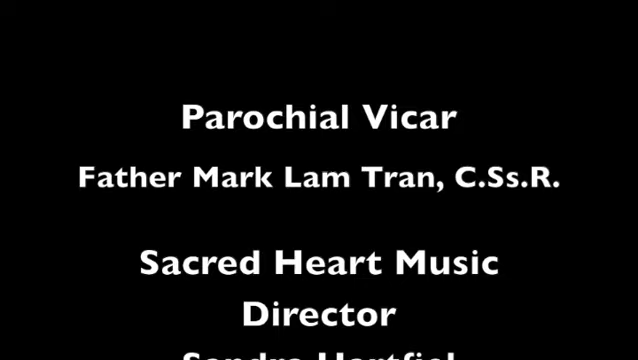 Parochial Vicar
Father Mark Lam Tran, C.Ss.R.
Sacred Heart Music
Director